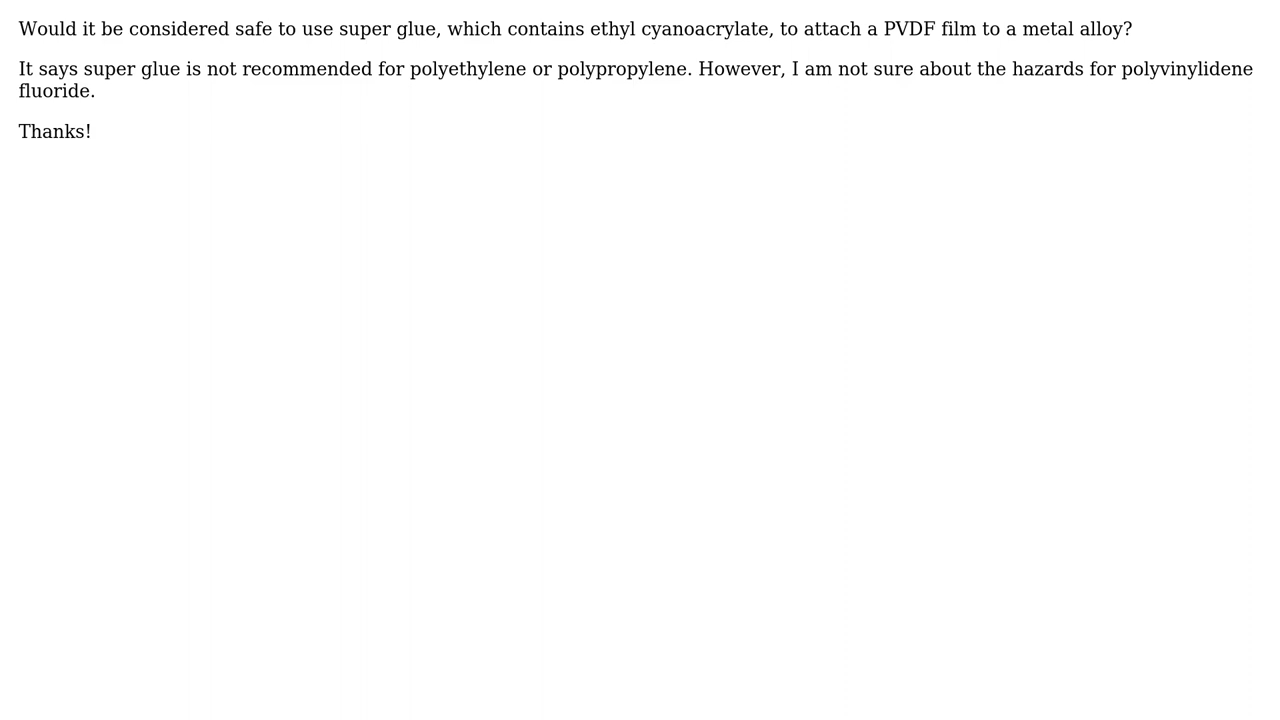 Would it be considered safe to use super glue, which contains ethyl cyanoacrylate, to attach a PVDF film to a metal alloy?
It says super glue is not recommended for polyethylene or polypropylene. However, I am not sure about the hazards for polyvinylidene
fluoride.
Thanks!